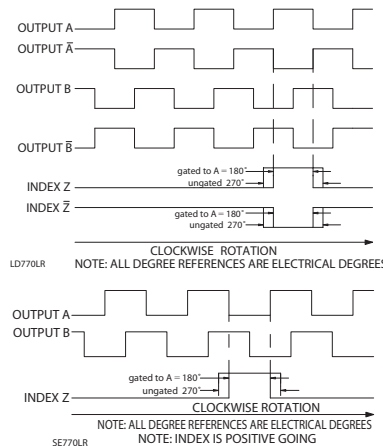 OUTPUT A
OUTPUT A̅
OUTPUT B
OUTPUT B̅
gated to A = 180°
ungated 270°
INDEX Z
INDEX Z̅
gated to A = 180°
ungated 270°
CLOCKWISE ROTATION
LD770LR
NOTE: ALL DEGREE REFERENCES ARE ELECTRICAL DEGREES
OUTPUT A
OUTPUT B
gated to A = 180°
ungated 270°
INDEX Z
CLOCKWISE ROTATION
NOTE: ALL DEGREE REFERENCES ARE ELECTRICAL DEGREES
SE770LR
NOTE: INDEX IS POSITIVE GOING